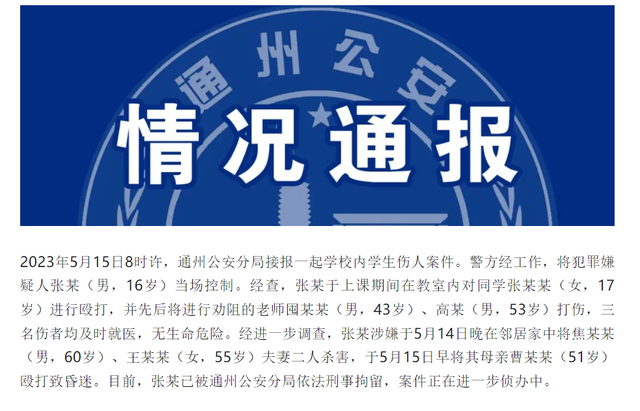 通州公安
情况通报
2023年5月15日8时许，通州公安分局接报一起学校内学生伤人案件。警方经工作，将犯罪嫌
疑人张某（男，16岁）当场控制。经查，张某于上课期间在教室内对同学张某某（女，17
岁）进行殴打，并先后将进行劝阻的老师囤某某（男，43岁）、高某（男，53岁）打伤，三
名伤者均及时就医，无生命危险。经进一步调查，张某涉嫌于5月14日晚在邻居家中将焦某某
（男，60岁）、王某某（女，55岁）夫妻二人杀害，于5月15日早将其母亲曹某某（51岁）
殴打致昏迷。目前，张某已被通州公安分局依法刑事拘留，案件正在进一步侦办中。